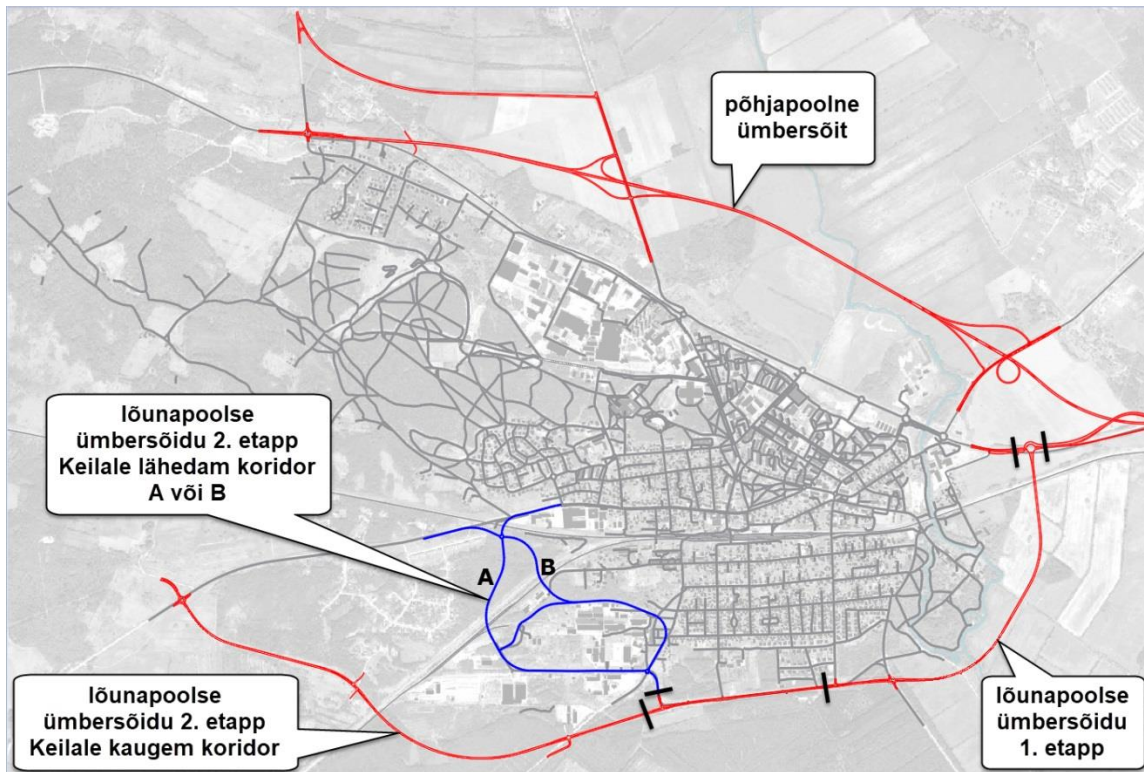 põhjapoolne
ümbersõit
lõunapoolse
ümbersõidu 2. etapp
Keilale lähedam koridor
A või B
A
B
lõunapoolse
ümbersõidu 2. etapp
Keilale kaugem koridor
lõunapoolse
ümbersõidu
1. etapp